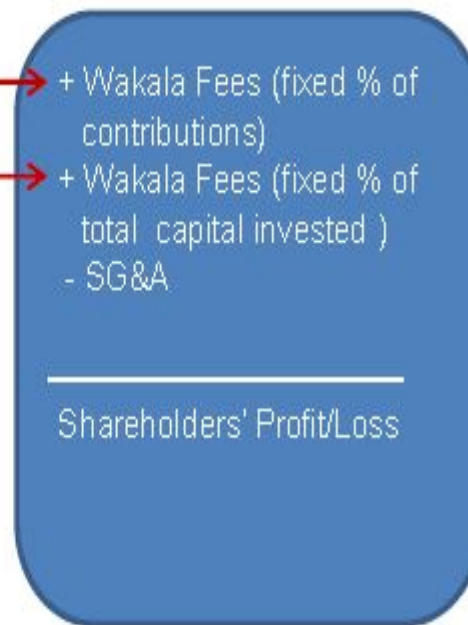 + Wakala Fees (fixed % of
contributions)
+ Wakala Fees (fixed % of
total capital invested )
- SG&A
Shareholders' Profit/Loss